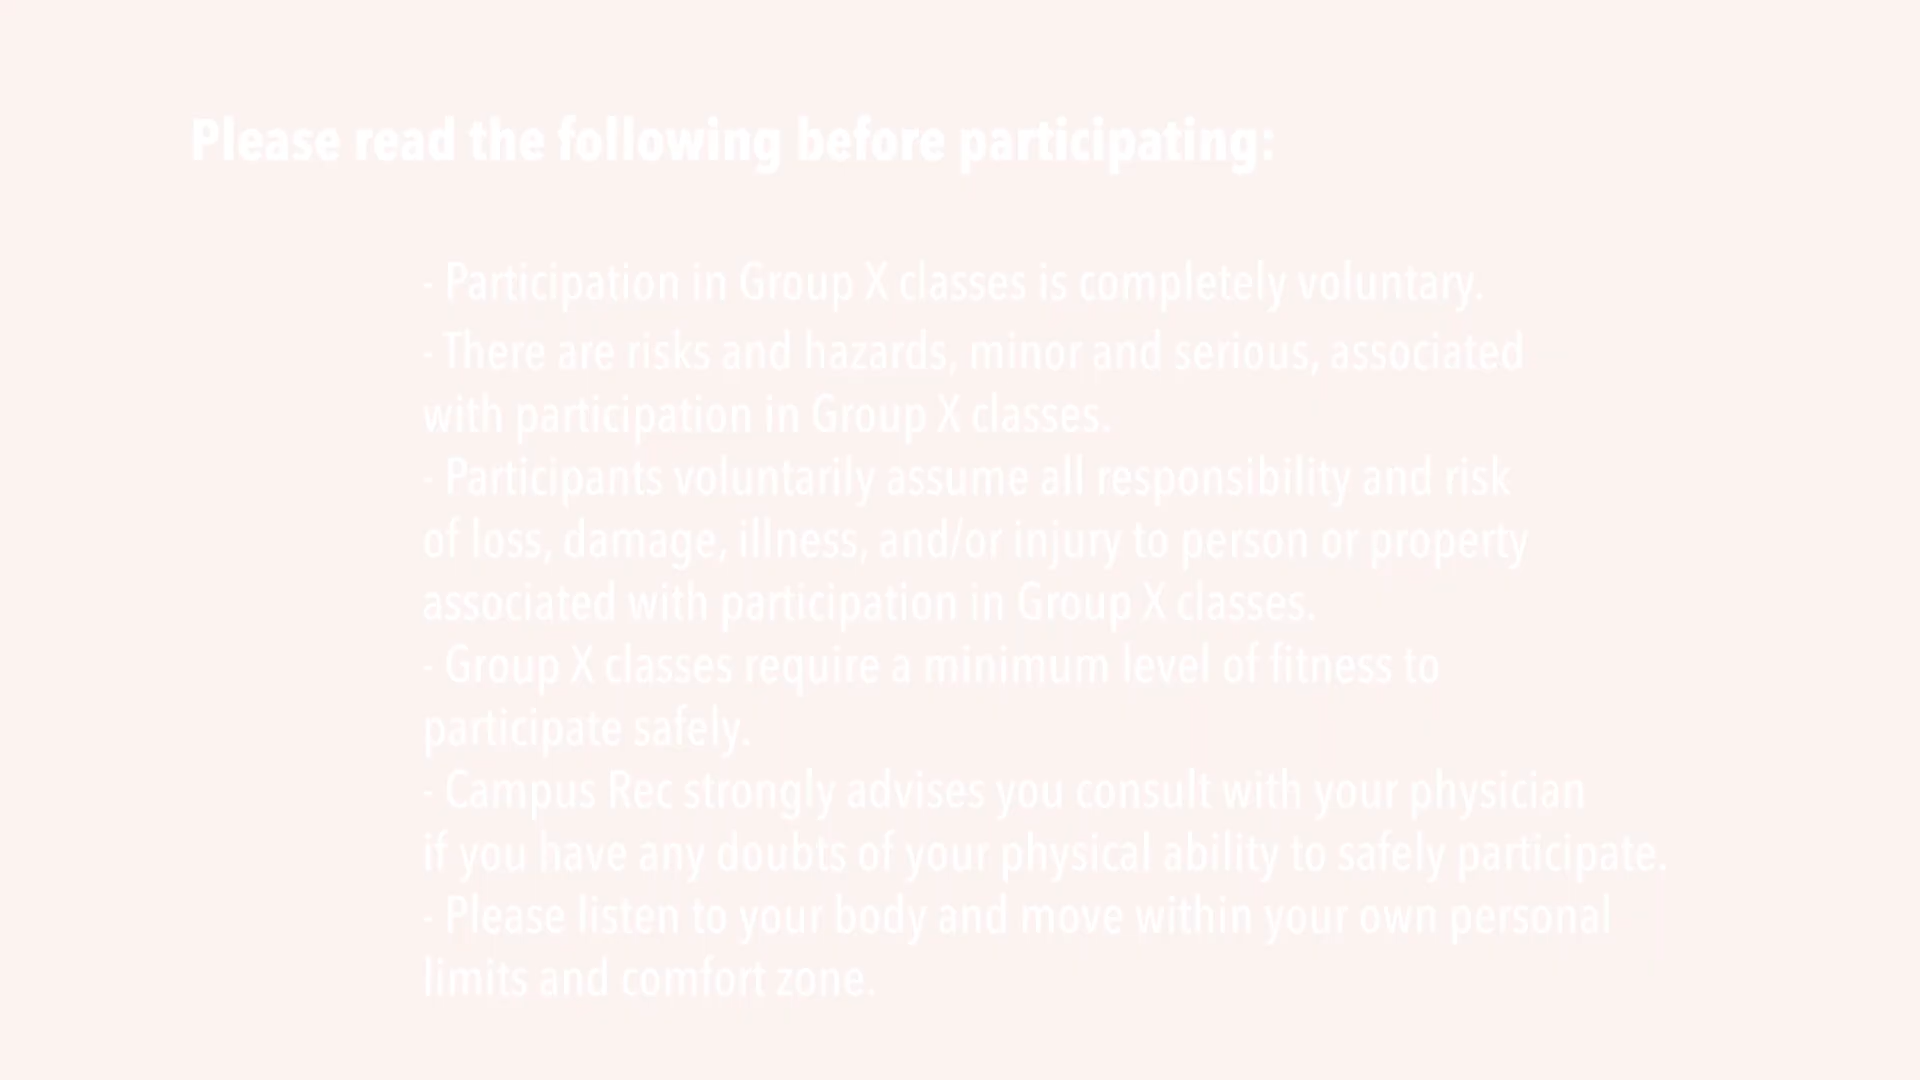 Please read the following before participating:
- Participation in Group X classes is completely voluntary.
- There are risks and hazards, minor and serious, associated
with participation in Group X classes.
- Participants voluntarily assume all responsibility and risk
of loss, damage, illness, and/or injury to person or property
associated with participation in Group X classes.
- Group X classes require a minimum level of fitness to
participate safely.
- Campus Rec strongly advises you consult with your physician
if you have any doubts of your physical ability to safely participate.
- Please listen to your body and move within your own personal
limits and comfort zone.